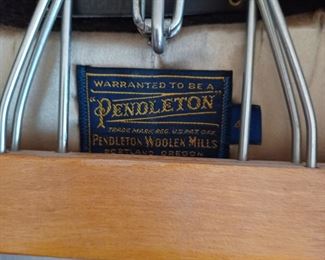 WARRANTED TO BE A
"PENDLETON"
TRADE MARK REG. U.S. PAT. OFF.
PENDLETON WOOLEN MILLS
PORTLAND, OREGON